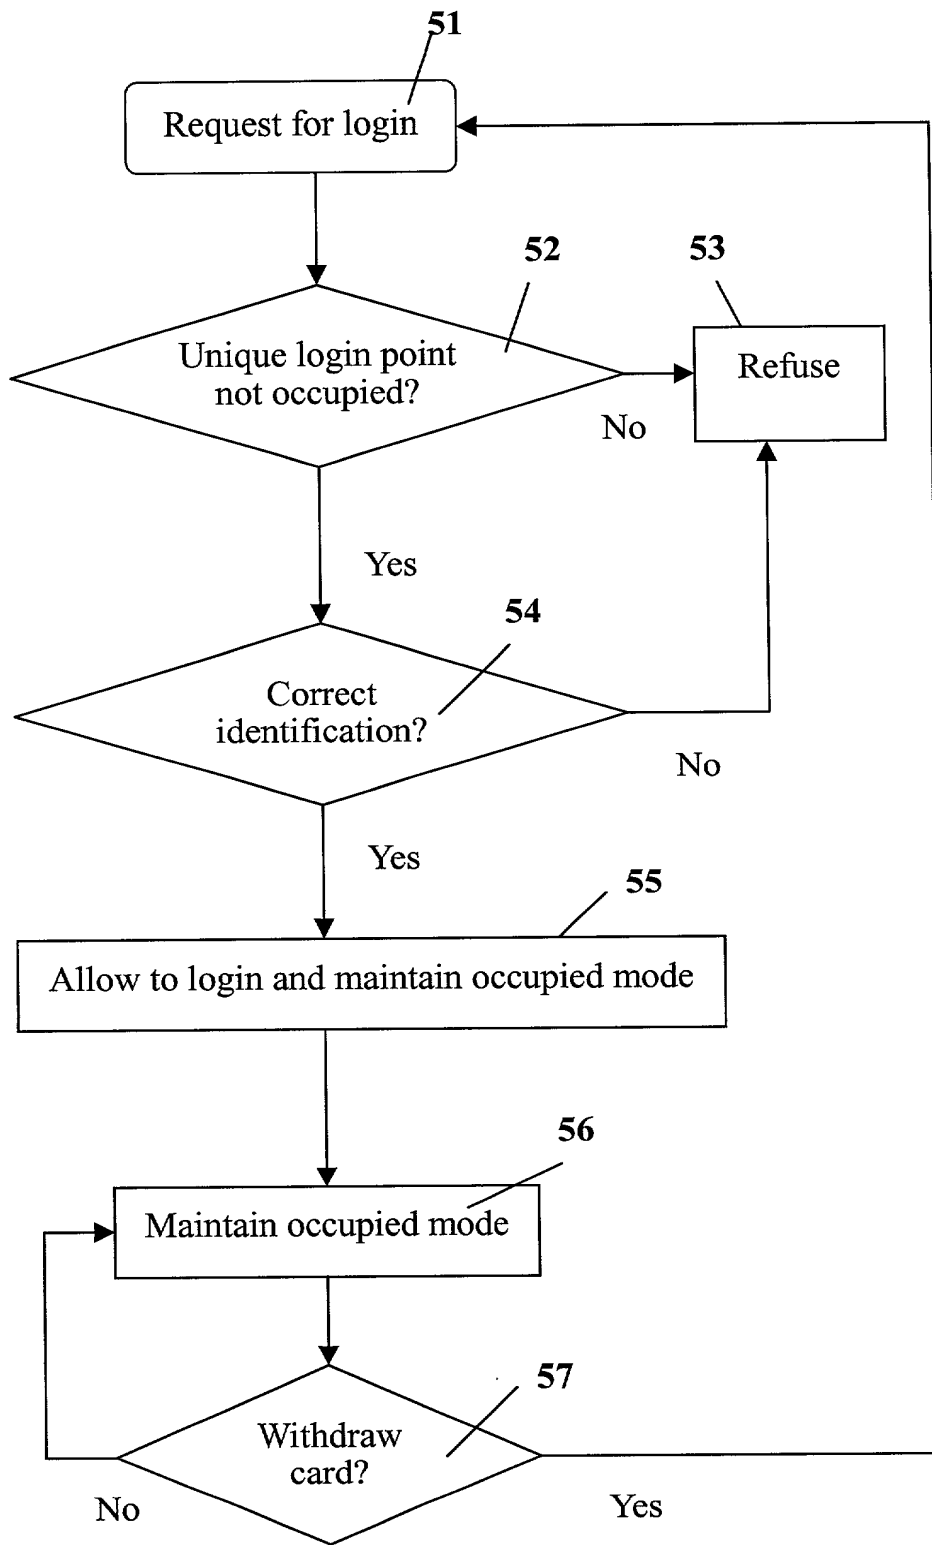 51
Request for login
52
53
Unique login point
not occupied?
Refuse
No
Yes
54
Correct
identification?
No
Yes
55
Allow to login and maintain occupied mode
56
Maintain occupied mode
57
Withdraw
card?
No
Yes